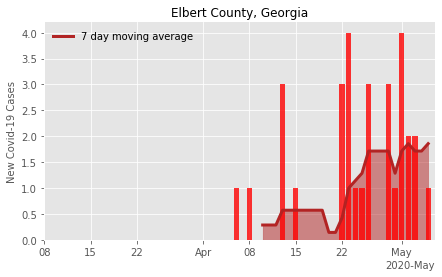 Elbert County, Georgia
7 day moving average
New Covid-19 Cases
4.0
3.5
3.0
2.5
2.0
1.5
1.0
0.5
0.0
08 15 22 Apr 08 15 22 May
2020-May